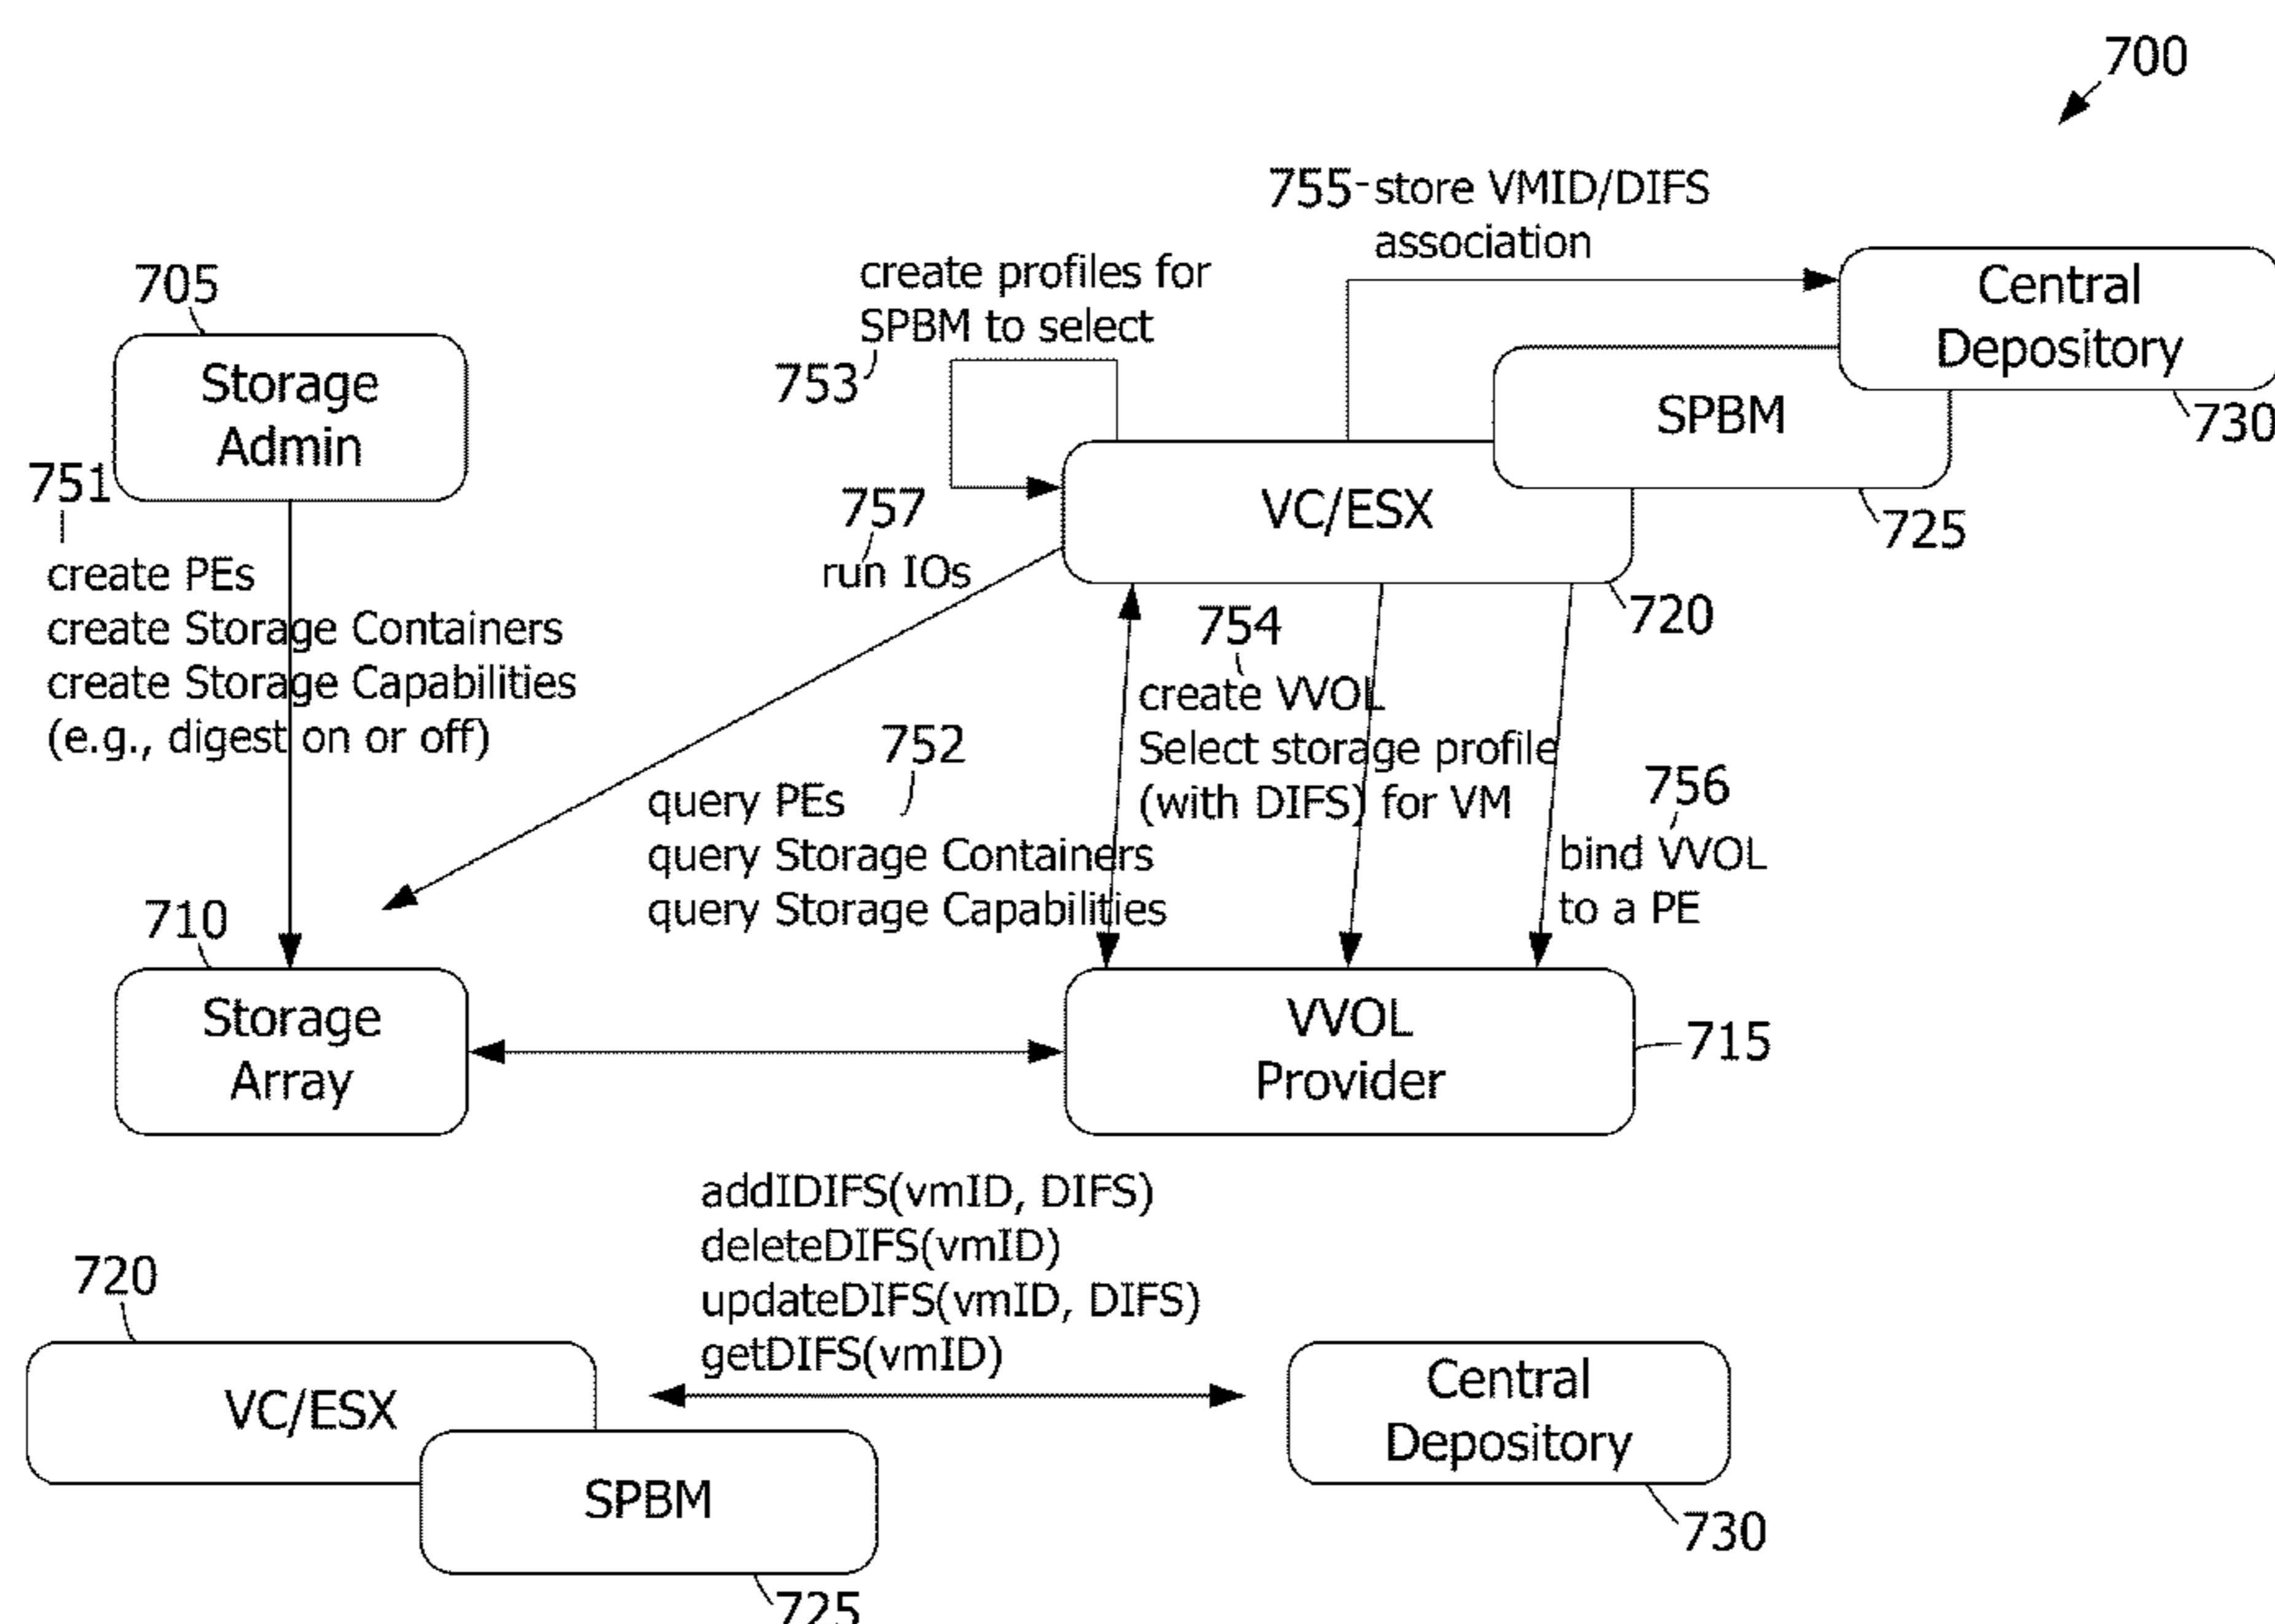 700
755 store VMID/DIFS
association
create profiles for
SPBM to select
753
705
Storage
Admin
Central
Depository
730
SPBM
725
VC/ESX
720
751
create PEs
create Storage Containers
create Storage Capabilities
(e.g., digest on or off)
757
run IOs
754
create VVOL
Select storage profile
(with DIFS) for VM
752
query PEs
query Storage Containers
query Storage Capabilities
756
bind VVOL
to a PE
710
Storage
Array
VVOL
Provider
715
addIDIFS(vmID, DIFS)
deleteDIFS(vmID)
updateDIFS(vmID, DIFS)
getDIFS(vmID)
720
VC/ESX
SPBM
725
Central
Depository
730